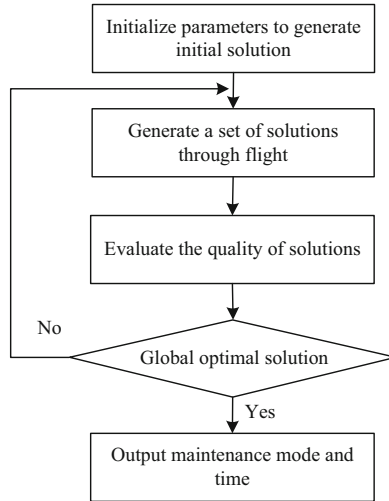 Initialize parameters to generate
initial solution
Generate a set of solutions
through flight
Evaluate the quality of solutions
No
Global optimal solution
Yes
Output maintenance mode and
time